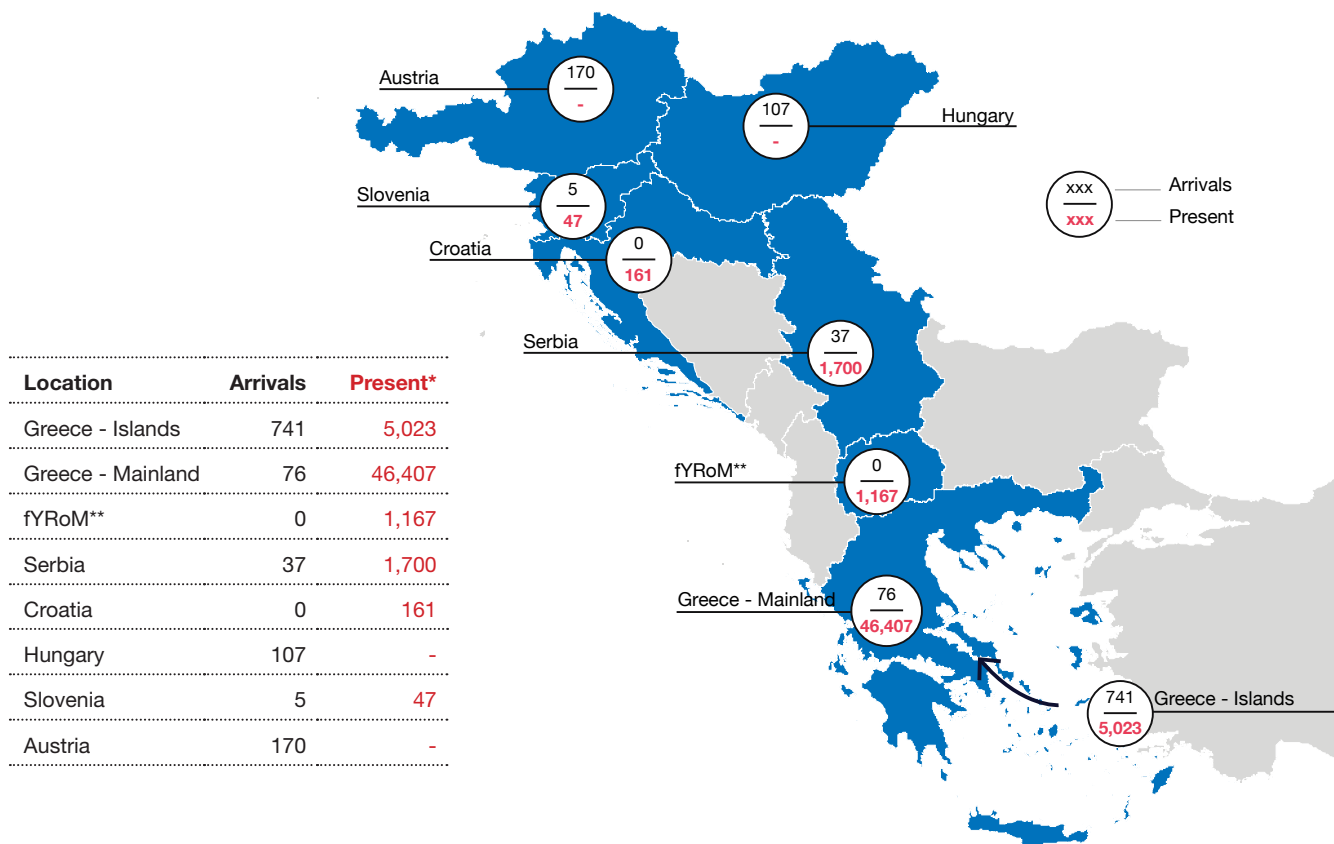 Austria
170
-
107
-
Hungary
Slovenia
5
47
xxx
xxx
Arrivals
Present
Croatia
0
161
Serbia
37
1,700
Location Arrivals Present*
Greece - Islands 741 5,023
Greece - Mainland 76 46,407
fYRoM** 0 1,167
Serbia 37 1,700
Croatia 0 161
Hungary 107 -
Slovenia 5 47
Austria 170 -
fYRoM**
0
1,167
Greece - Mainland
76
46,407
741
5,023
Greece - Islands